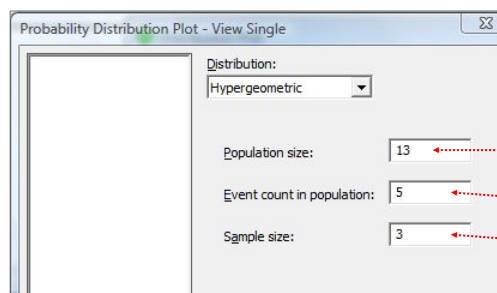 Probability Distribution Plot - View Single
Distribution:
Hypergeometric
Population size: 13
Event count in population: 5
Sample size: 3